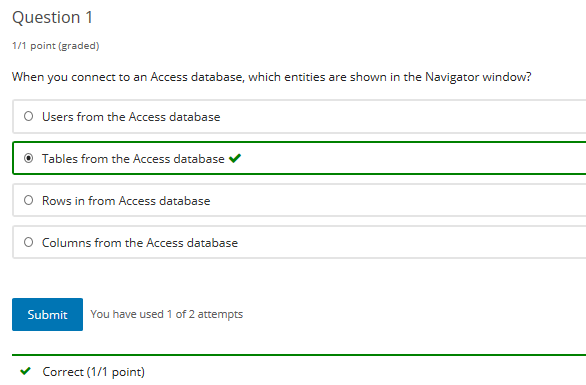 Question 1
1/1 point (graded)
When you connect to an Access database, which entities are shown in the Navigator window?
Users from the Access database
Tables from the Access database
Rows in from Access database
Columns from the Access database
Submit You have used 1 of 2 attempts
Correct (1/1 point)